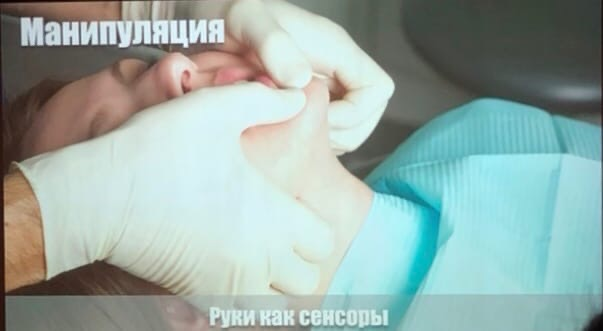 Манипуляция
Руки как сенсоры